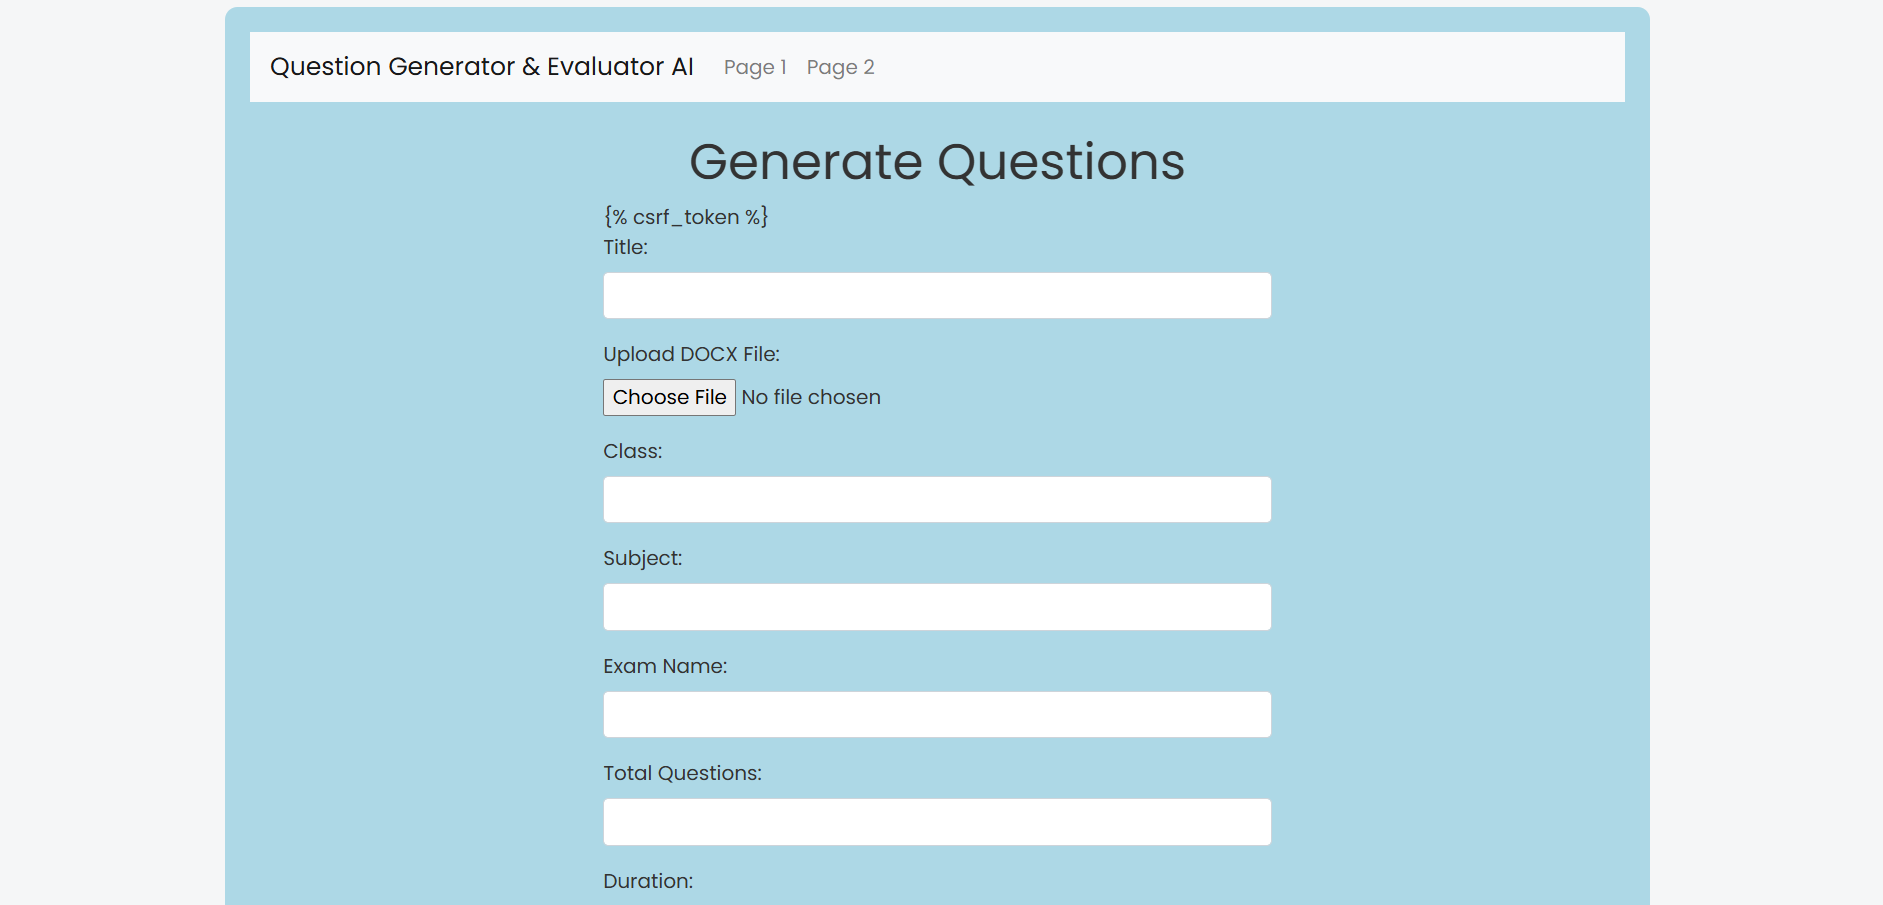 Question Generator & Evaluator AI Page 1 Page 2
Generate Questions
{% csrf_token %}
Title:
Upload DOCX File:
Choose File No file chosen
Class:
Subject:
Exam Name:
Total Questions:
Duration: